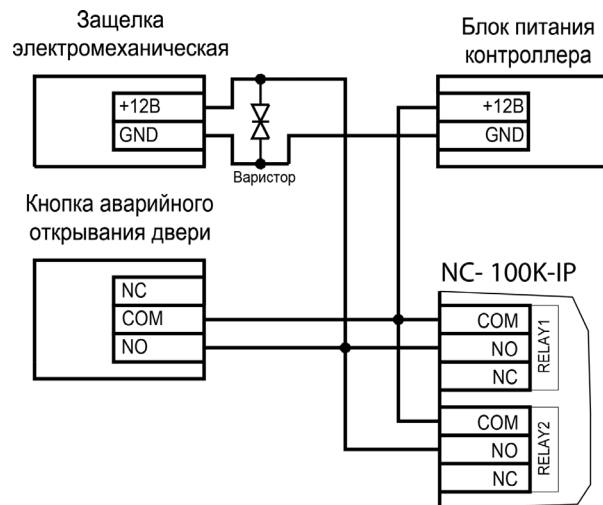 Защелка
электромеханическая
+12В
GND
Варистор
Блок питания
контроллера
+12В
GND
Кнопка аварийного
открывания двери
NC
COM
NO
NC- 100K-IP
COM
NO
NC
RELAY1
COM
NO
NC
RELAY2